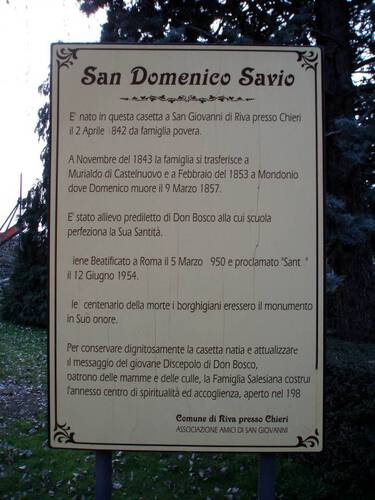 San Domenico Savio
E' nato in questa casetta a San Giovanni di Riva presso Chieri
il 2 Aprile 842 da famiglia povera.
A Novembre del 1843 la famiglia si trasferisce a
Murialdo di Castelnuovo e a Febbraio del 1853 a Mondonio
dove Domenico muore il 9 Marzo 1857.
E' stato allievo prediletto di Don Bosco alla cui scuola
perfeziona la Sua Santità.
iene Beatificato a Roma il 5 Marzo 950 e proclamato "Sant "
il 12 Giugno 1954.
le centenario della morte i borghigiani eressero il monumento
in Suo onore.
Per conservare dignitosamente la casetta natia e attualizzare
il messaggio del giovane Discepolo di Don Bosco,
oatrono delle mamme e delle culle, la Famiglia Salesiana costrui
l'annesso centro di spiritualità ed accoglienza, aperto nel 198
Comune di Riva presso Chieri
ASSOCIAZIONE AMICI DI SAN GIOVANNI